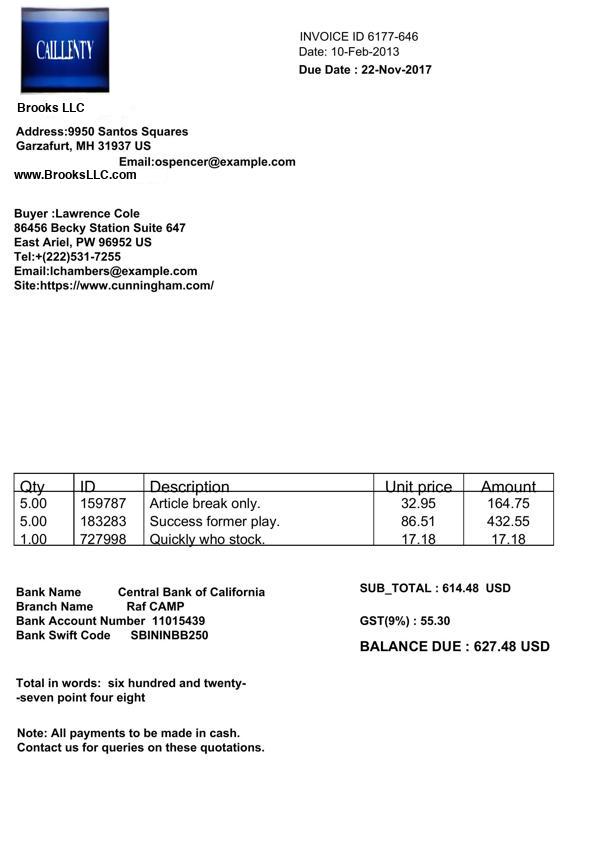 CAILLENTY
INVOICE ID 6177-646
Date: 10-Feb-2013
Due Date : 22-Nov-2017
Brooks LLC
Address:9950 Santos Squares
Garzafurt, MH 31937 US
Email:ospencer@example.com
www.BrooksLLC.com
Buyer :Lawrence Cole
86456 Becky Station Suite 647
East Ariel, PW 96952 US
Tel:+(222)531-7255
Email:lchambers@example.com
Site:https://www.cunningham.com/
Qty ID Description Unit price Amount
5.00 159787 Article break only. 32.95 164.75
5.00 183283 Success former play. 86.51 432.55
1.00 727998 Quickly who stock. 17.18 17.18
Bank Name Central Bank of California
Branch Name Raf CAMP
Bank Account Number 11015439
Bank Swift Code SBININBB250
SUB_TOTAL : 614.48 USD
GST(9%) : 55.30
BALANCE DUE : 627.48 USD
Total in words: six hundred and twenty-
-seven point four eight
Note: All payments to be made in cash.
Contact us for queries on these quotations.